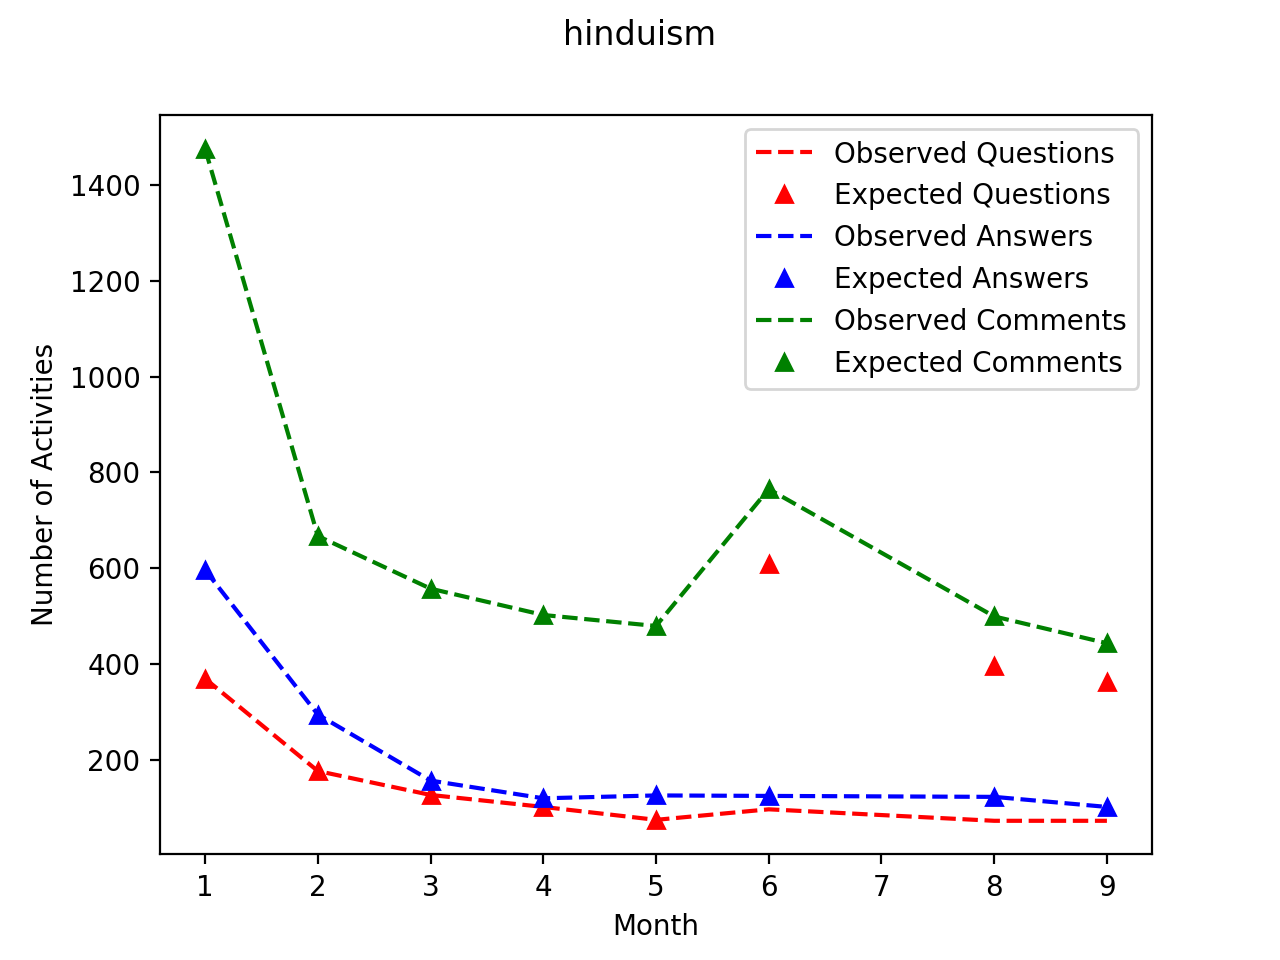 hinduism
Observed Questions
Expected Questions
Observed Answers
Expected Answers
Observed Comments
Expected Comments
1400
1200
1000
800
600
400
200
Number of Activities
1 2 3 4 5 6 7 8 9
Month